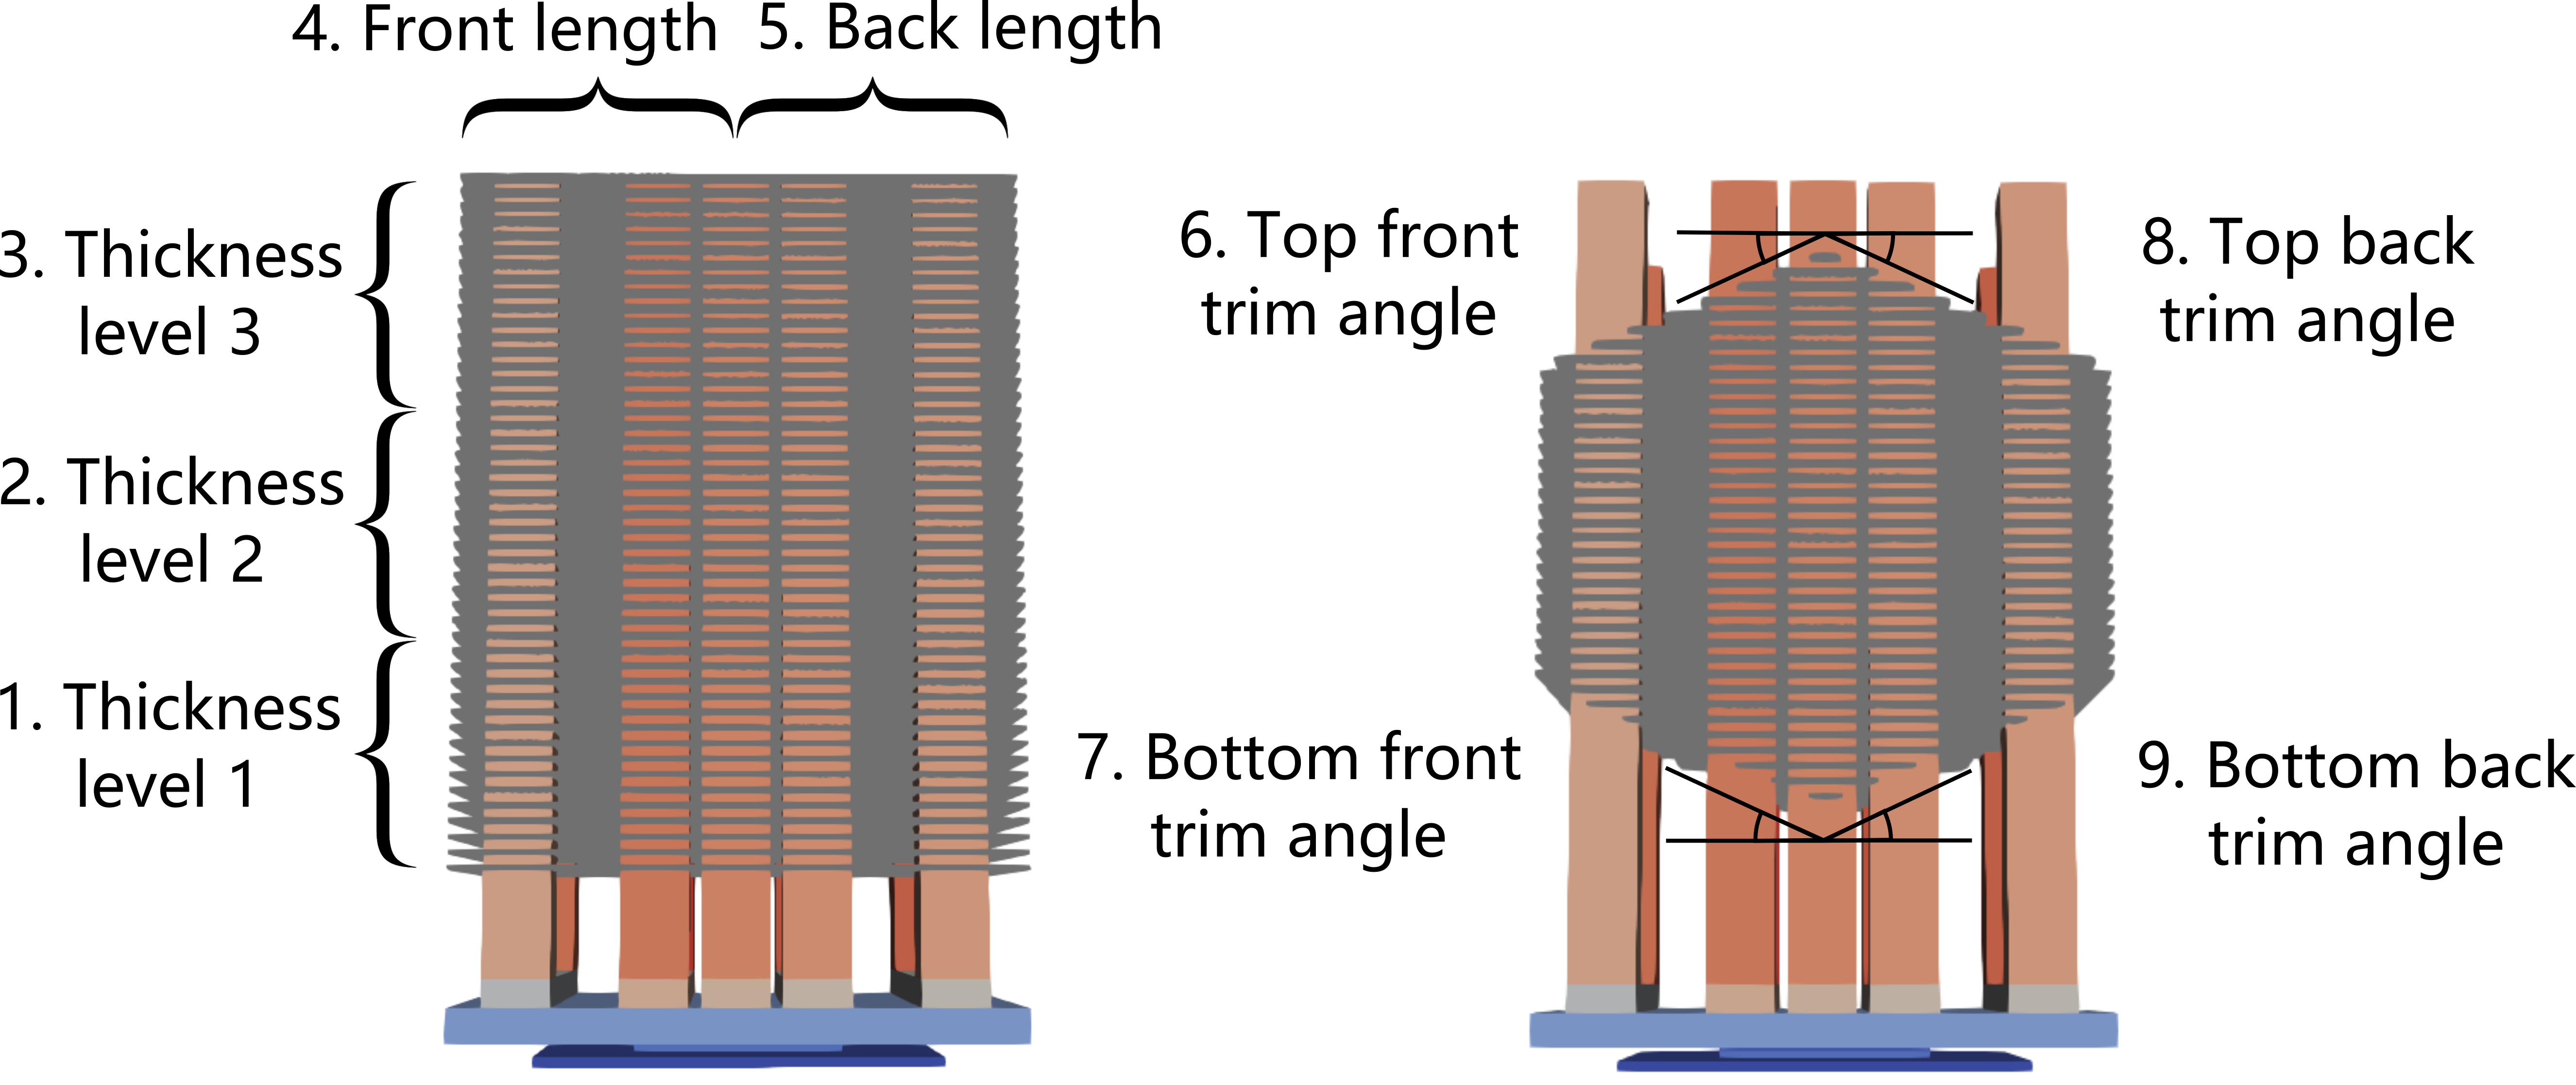 4. Front length
5. Back length
3. Thickness
level 3
2. Thickness
level 2
1. Thickness
level 1
6. Top front
trim angle
8. Top back
trim angle
7. Bottom front
trim angle
9. Bottom back
trim angle